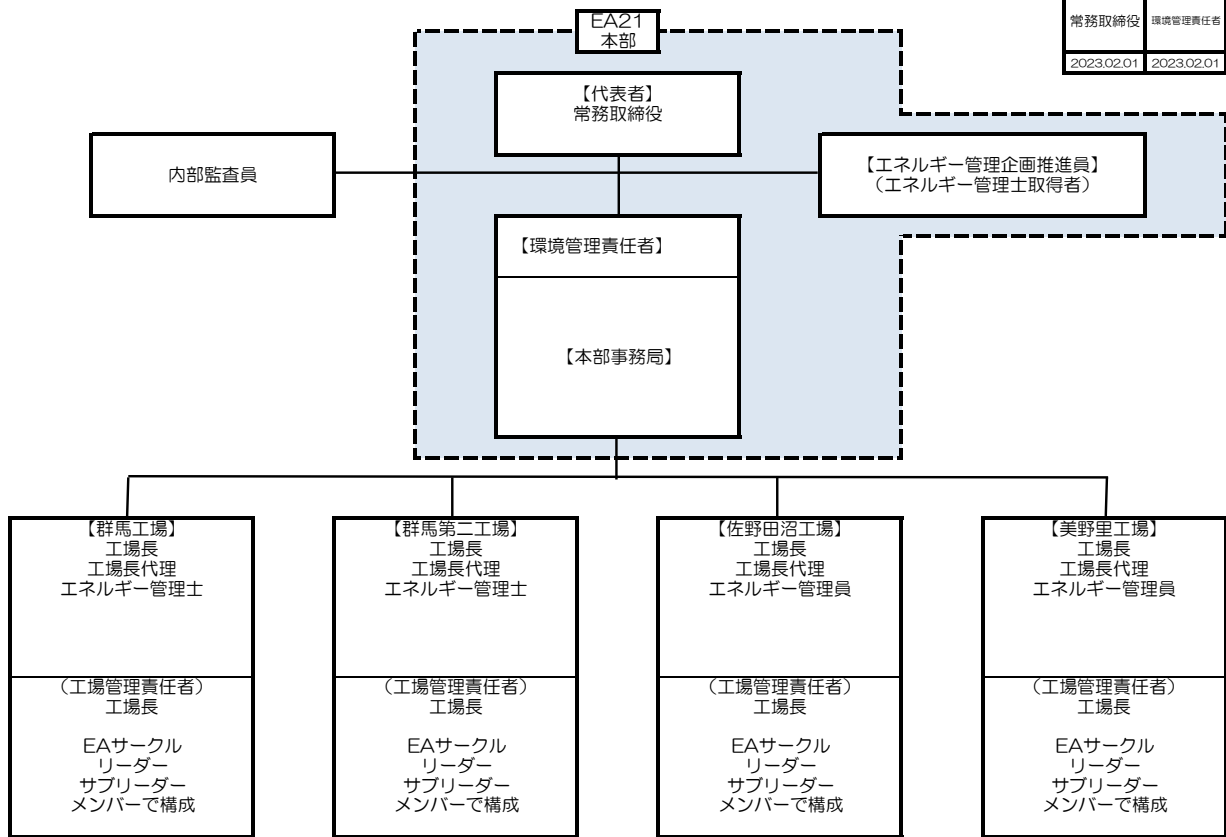 EA21
本部
常務取締役 環境管理責任者
2023.02.01 2023.02.01
【代表者】
常務取締役
内部監査員
【エネルギー管理企画推進員】
（エネルギー管理士取得者）
【環境管理責任者】
【本部事務局】
【群馬工場】
工場長
工場長代理
エネルギー管理士
（工場管理責任者）
工場長
EAサークル
リーダー
サブリーダー
メンバーで構成
【群馬第二工場】
工場長
工場長代理
エネルギー管理士
（工場管理責任者）
工場長
EAサークル
リーダー
サブリーダー
メンバーで構成
【佐野田沼工場】
工場長
工場長代理
エネルギー管理員
（工場管理責任者）
工場長
EAサークル
リーダー
サブリーダー
メンバーで構成
【美野里工場】
工場長
工場長代理
エネルギー管理員
（工場管理責任者）
工場長
EAサークル
リーダー
サブリーダー
メンバーで構成